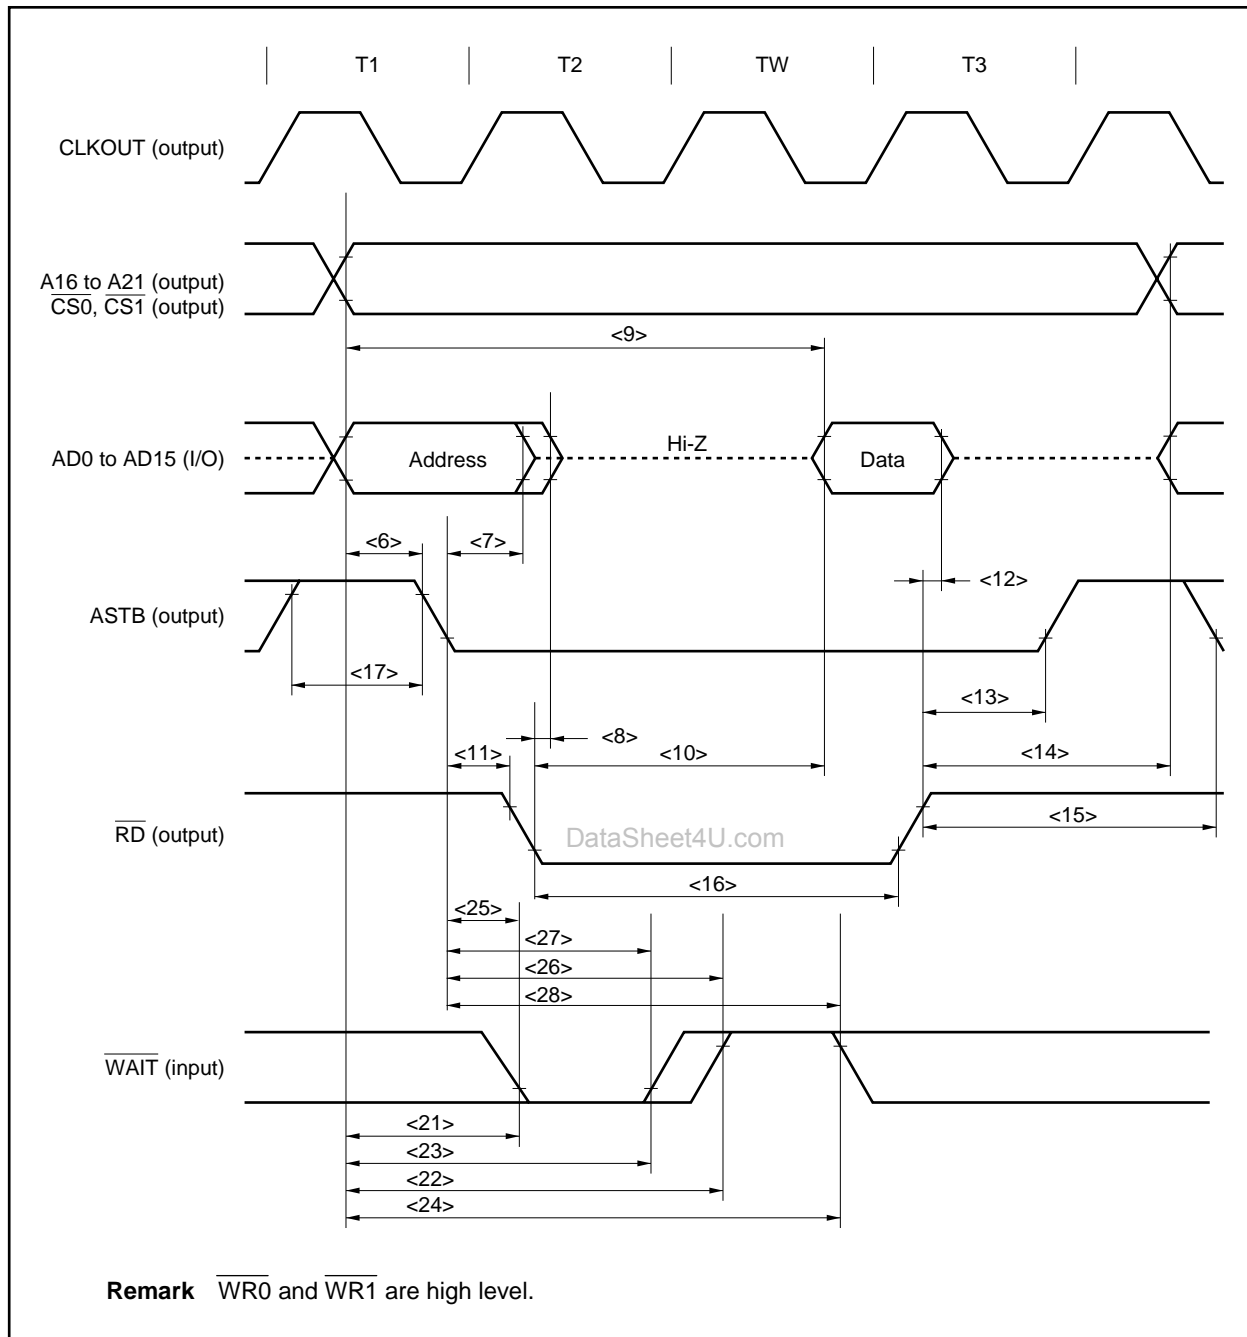 T1 T2 TW T3
CLKOUT (output)
A16 to A21 (output)
CS0, CS1 (output)
<9>
AD0 to AD15 (I/O)
Address
Hi-Z
Data
<6>
<7>
<12>
ASTB (output)
<17>
<13>
<8>
<11>
<10>
<14>
<15>
RD (output)
DataSheet4U.com
<16>
<25>
<27>
<26>
<28>
WAIT (input)
<21>
<23>
<22>
<24>
Remark WR0 and WR1 are high level.